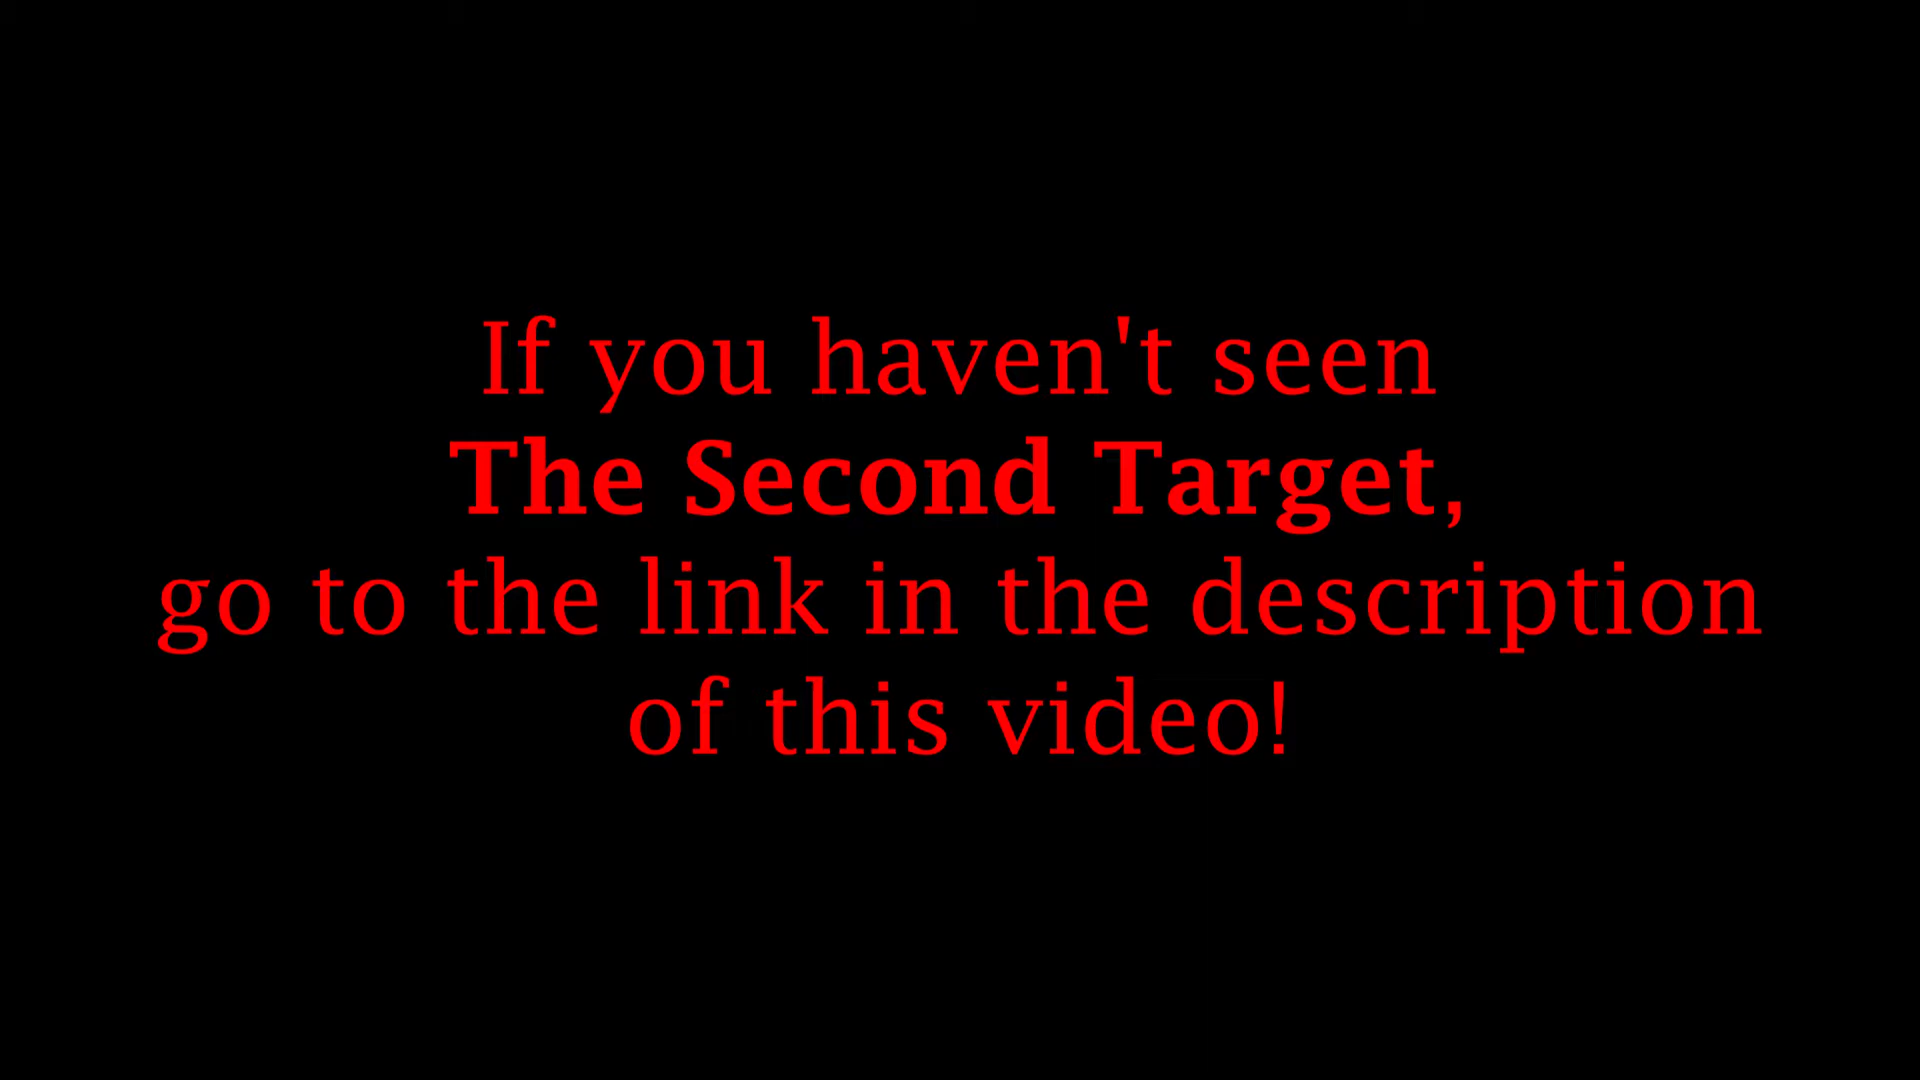 If you haven't seen
The Second Target,
go to the link in the description
of this video!